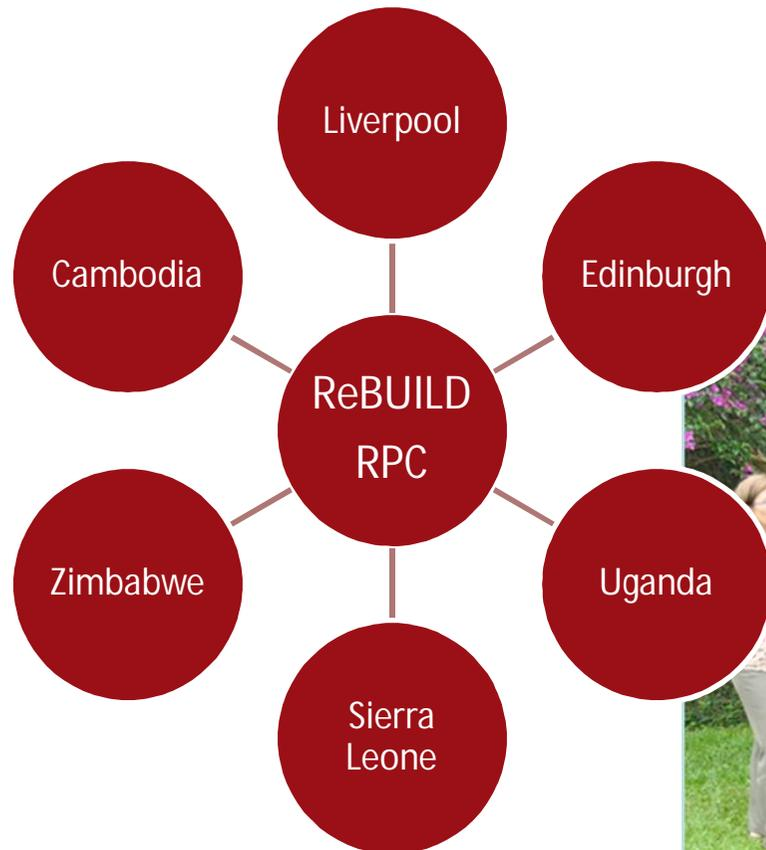 Liverpool
Cambodia
Edinburgh
ReBUILD
RPC
Zimbabwe
Uganda
Sierra
Leone